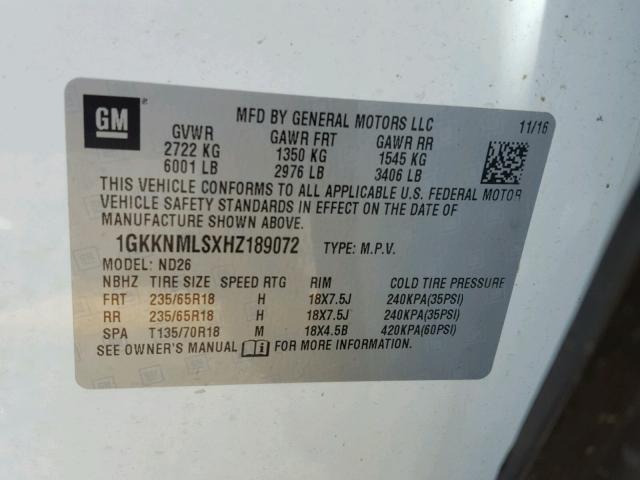 GM
MFD BY GENERAL MOTORS LLC 11/16
GVWR GAWR FRT GAWR RR
2722 KG 1350 KG 1545 KG
6001 LB 2976 LB 3406 LB
THIS VEHICLE CONFORMS TO ALL APPLICABLE U.S. FEDERAL MOTOR
VEHICLE SAFETY STANDARDS IN EFFECT ON THE DATE OF
MANUFACTURE SHOWN ABOVE.
1GKKNMLSXHZ189072 TYPE: M.P.V.
MODEL: ND26
NBHZ TIRE SIZE SPEED RTG RIM COLD TIRE PRESSURE
FRT 235/65R18 H 18X7.5J 240KPA(35PSI)
RR 235/65R18 H 18X7.5J 240KPA(35PSI)
SPA T135/70R18 M 18X4.5B 420KPA(60PSI)
SEE OWNER'S MANUAL FOR MORE INFORMATION.